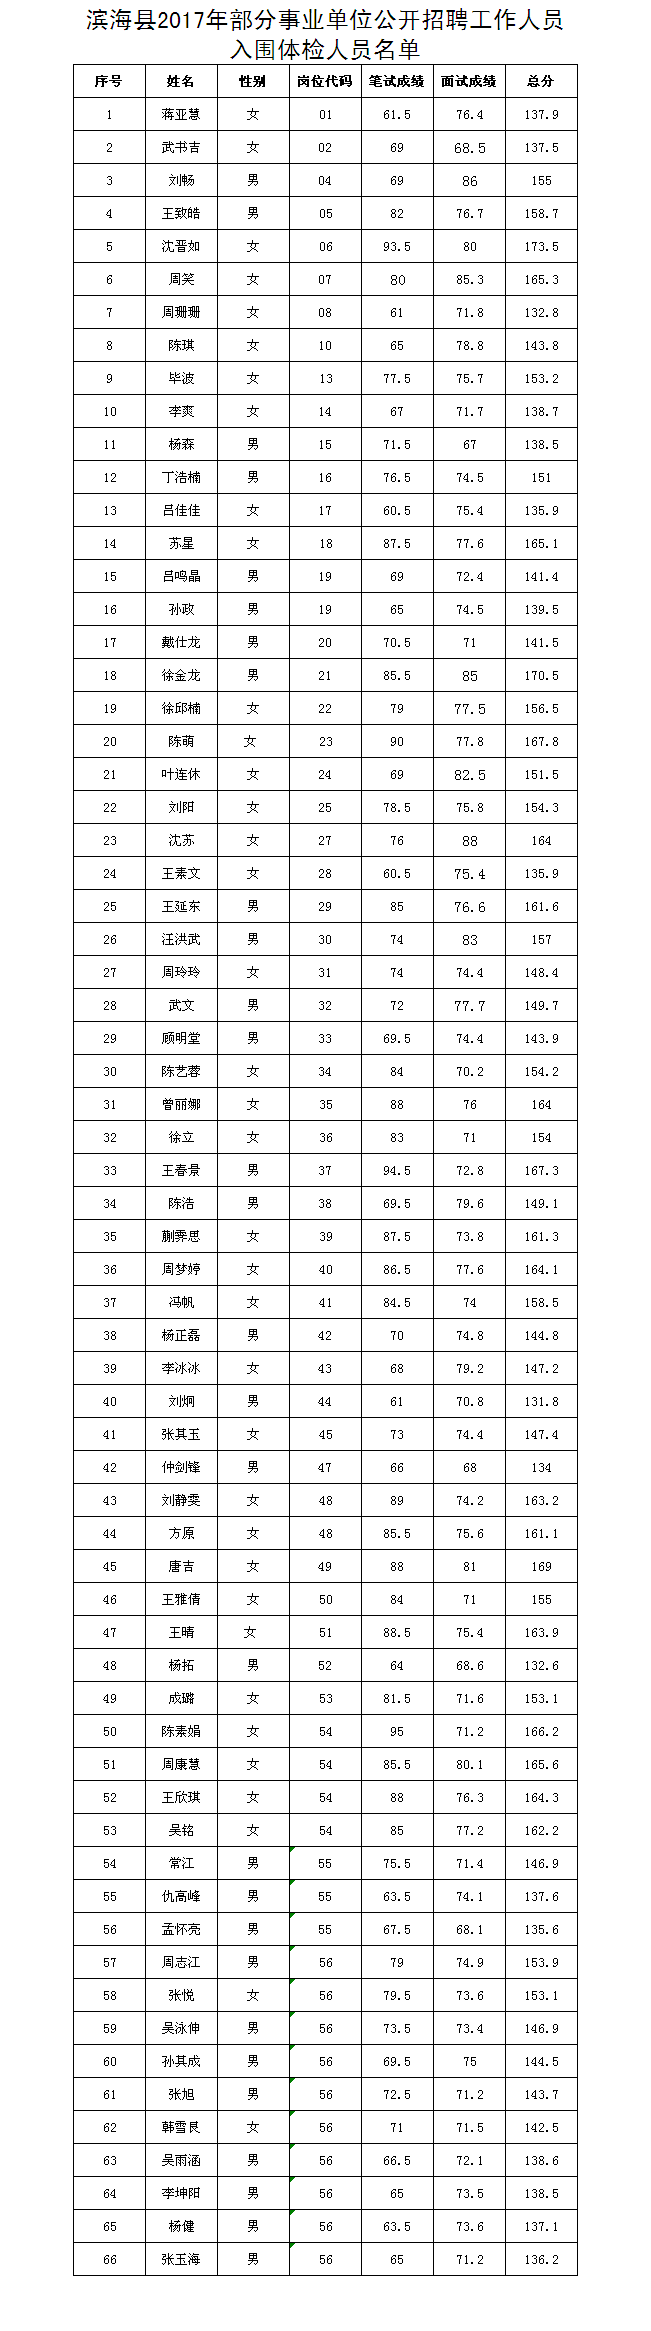 滨海县2017年部分事业单位公开招聘工作人员
入围体检人员名单
序号 姓名 性别 岗位代码 笔试成绩 面试成绩 总分
1 蒋亚慧 女 01 61.5 76.4 137.9
2 武书吉 女 02 69 68.5 137.5
3 刘畅 男 04 69 86 155
4 王致皓 男 05 82 76.7 158.7
5 沈晋如 女 06 93.5 80 173.5
6 周笑 女 07 80 85.3 165.3
7 周珊珊 女 08 61 71.8 132.8
8 陈琪 女 10 65 78.8 143.8
9 毕波 女 13 77.5 75.7 153.2
10 李爽 女 14 67 71.7 138.7
11 杨森 男 15 71.5 67 138.5
12 丁浩楠 男 16 76.5 74.5 151
13 吕佳佳 女 17 60.5 75.4 135.9
14 苏星 女 18 87.5 77.6 165.1
15 吕鸣晶 男 19 69 72.4 141.4
16 孙政 男 19 65 74.5 139.5
17 戴仕龙 男 20 70.5 71 141.5
18 徐金龙 男 21 85.5 85 170.5
19 徐邱楠 女 22 79 77.5 156.5
20 陈萌 女 23 90 77.8 167.8
21 叶连休 女 24 69 82.5 151.5
22 刘阳 女 25 78.5 75.8 154.3
23 沈苏 女 27 76 88 164
24 王素文 女 28 60.5 75.4 135.9
25 王延东 男 29 85 76.6 161.6
26 汪洪武 男 30 74 83 157
27 周玲玲 女 31 74 74.4 148.4
28 武文 男 32 72 77.7 149.7
29 顾明堂 男 33 69.5 74.4 143.9
30 陈艺蓉 女 34 84 70.2 154.2
31 曾丽娜 女 35 88 76 164
32 徐立 女 36 83 71 154
33 王春景 男 37 94.5 72.8 167.3
34 陈浩 男 38 69.5 79.6 149.1
35 蒯霁思 女 39 87.5 73.8 161.3
36 周梦婷 女 40 86.5 77.6 164.1
37 冯帆 女 41 84.5 74 158.5
38 杨正磊 男 42 70 74.8 144.8
39 李冰冰 女 43 68 79.2 147.2
40 刘炯 男 44 61 70.8 131.8
41 张其玉 女 45 73 74.4 147.4
42 仲剑锋 男 47 66 68 134
43 刘静雯 女 48 89 74.2 163.2
44 方原 女 48 85.5 75.6 161.1
45 唐吉 女 49 88 81 169
46 王雅倩 女 50 84 71 155
47 王晴 女 51 88.5 75.4 163.9
48 杨拓 男 52 64 68.6 132.6
49 成璐 女 53 81.5 71.6 153.1
50 陈素娟 女 54 95 71.2 166.2
51 周康慧 女 54 85.5 80.1 165.6
52 王欣琪 女 54 88 76.3 164.3
53 吴铭 女 54 85 77.2 162.2
54 常江 男 55 75.5 71.4 146.9
55 仇高峰 男 55 63.5 74.1 137.6
56 孟怀亮 男 55 67.5 68.1 135.6
57 周志江 男 56 79 74.9 153.9
58 张悦 女 56 79.5 73.6 153.1
59 吴泳伸 男 56 73.5 73.4 146.9
60 孙其成 男 56 69.5 75 144.5
61 张旭 男 56 72.5 71.2 143.7
62 韩雪艮 女 56 71 71.5 142.5
63 吴雨涵 男 56 66.5 72.1 138.6
64 李坤阳 男 56 65 73.5 138.5
65 杨健 男 56 63.5 73.6 137.1
66 张玉海 男 56 65 71.2 136.2